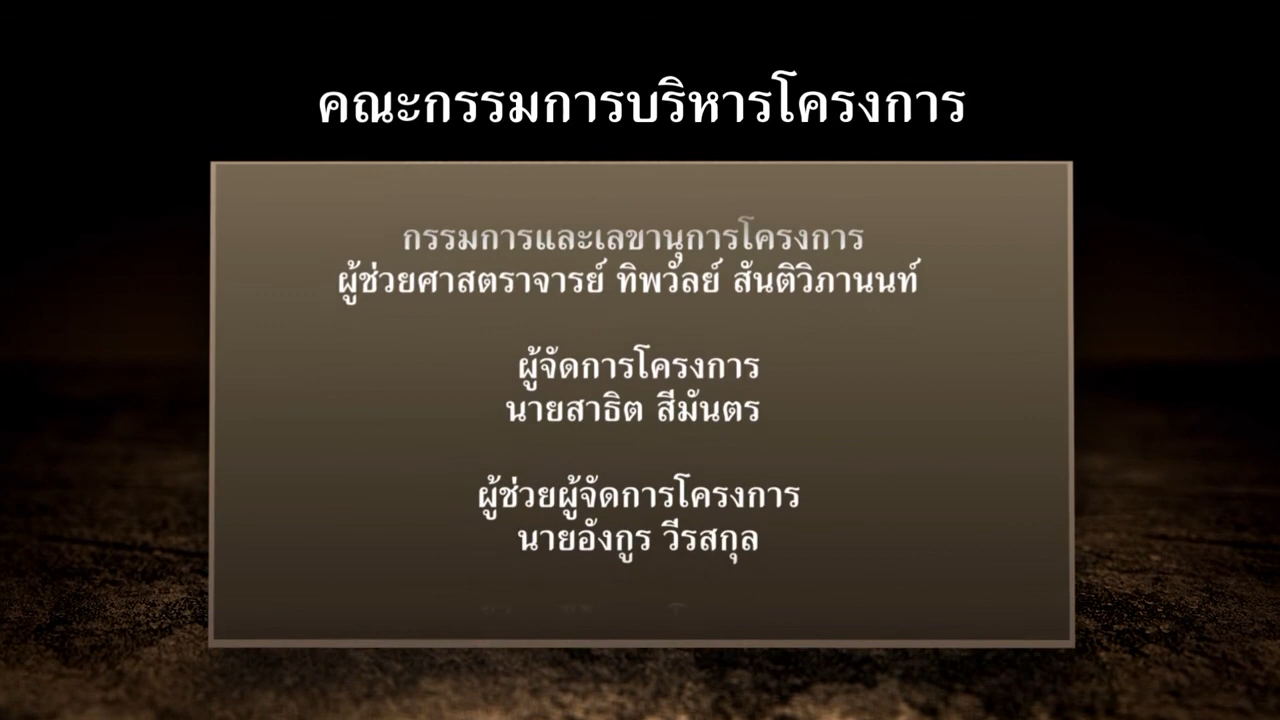 คณะกรรมการบริหารโครงการ
กรรมการและเลขานุการโครงการ
ผู้ช่วยศาสตราจารย์ ทิพวัลย์ สันติวิภานนท์
ผู้จัดการโครงการ
นายสาธิต สีมันตร
ผู้ช่วยผู้จัดการโครงการ
นายอังกูร วีรสกุล